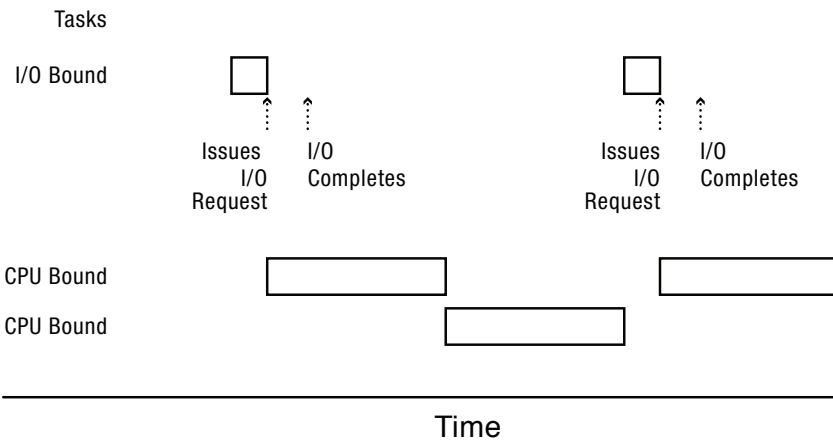 Tasks
I/O Bound
Issues I/O Issues I/O
I/O Completes I/O Completes
Request Request
CPU Bound
CPU Bound
Time